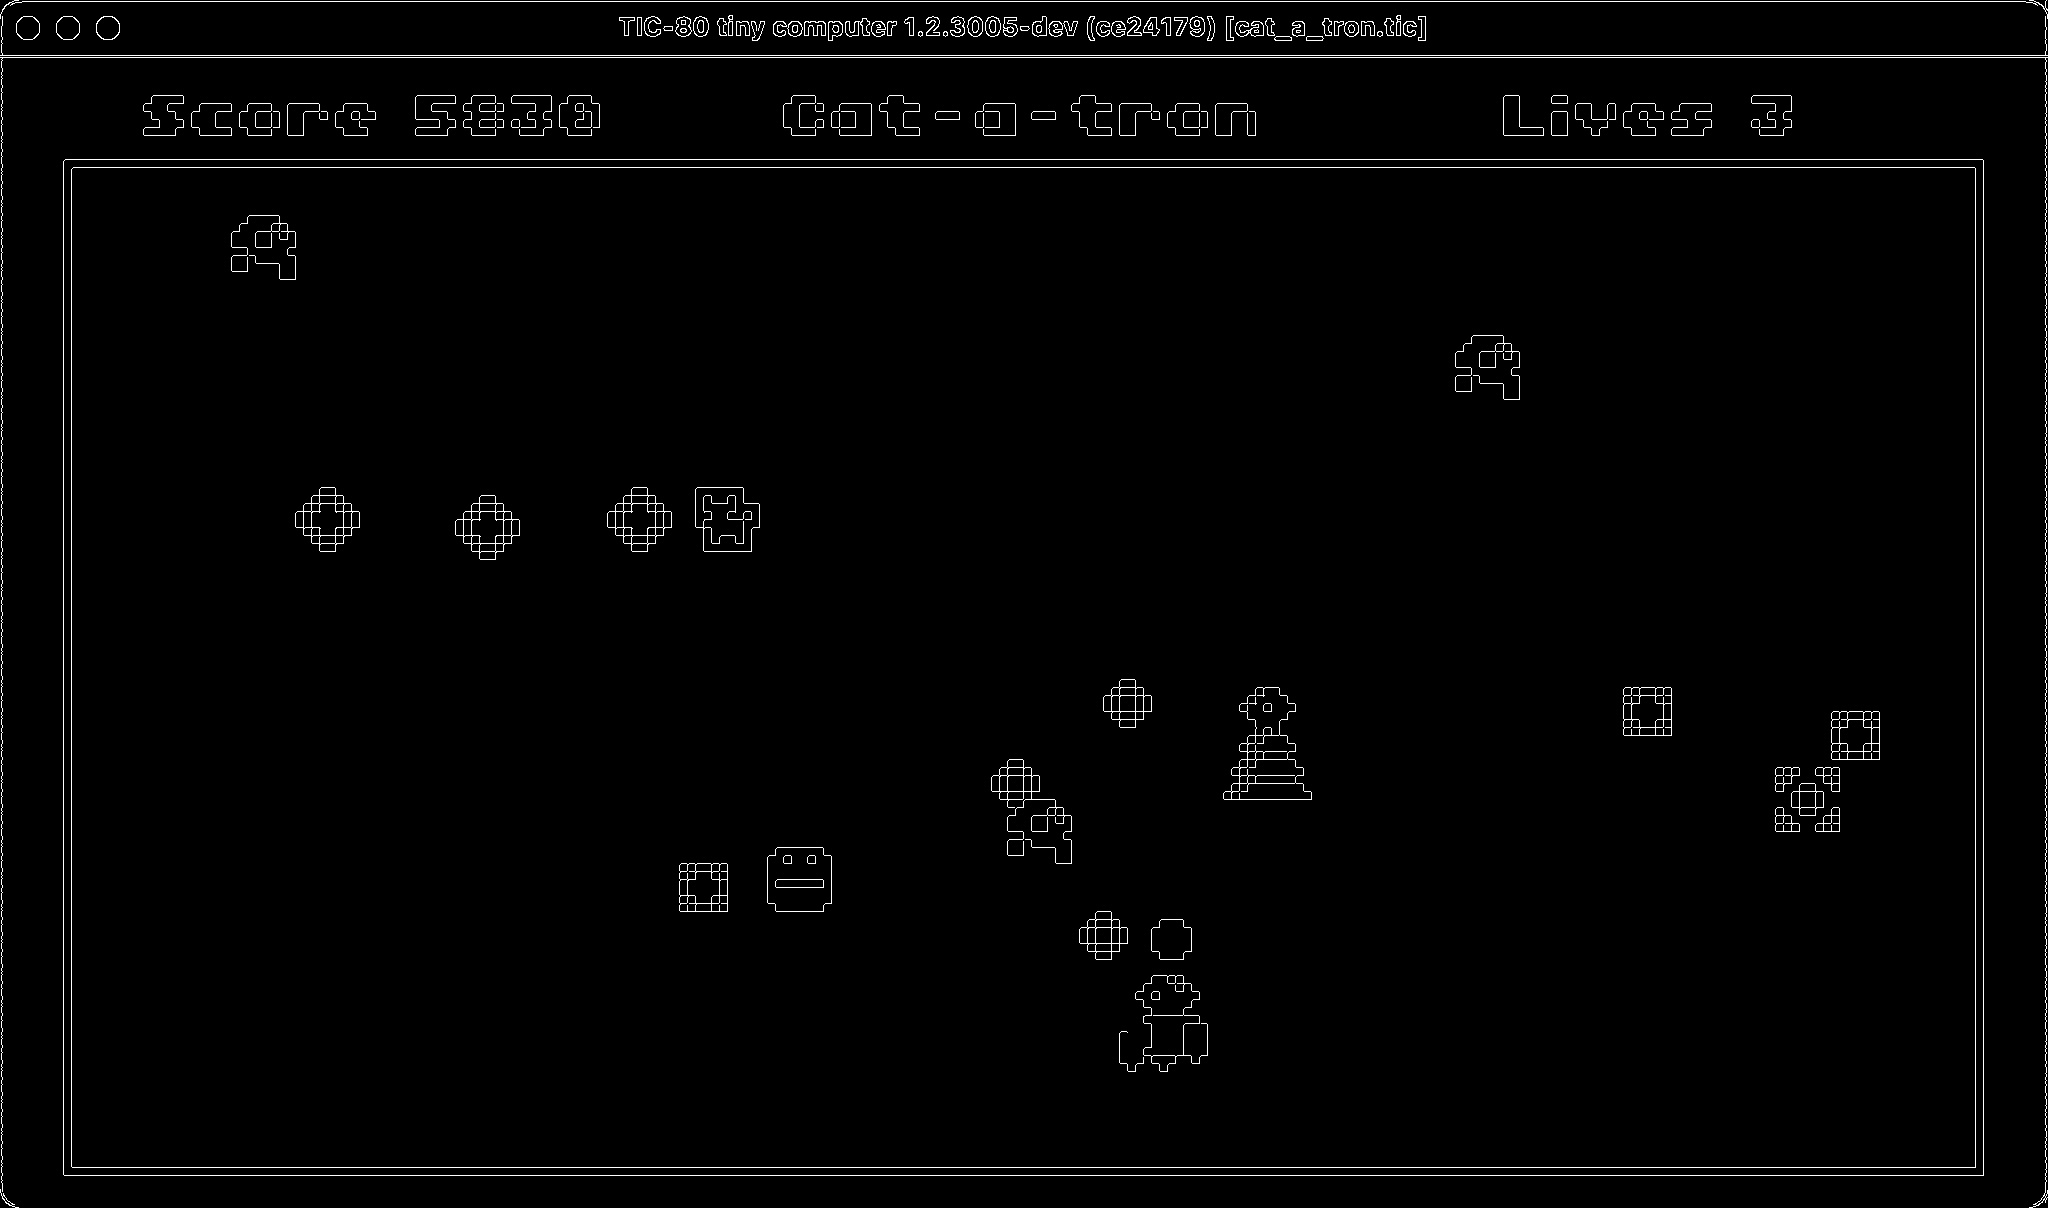 TIC-80 tiny computer 1.2.3005-dev (ce24179) [cat_a_tron.tic]
Score 5830 Cat-a-tron Lives 3